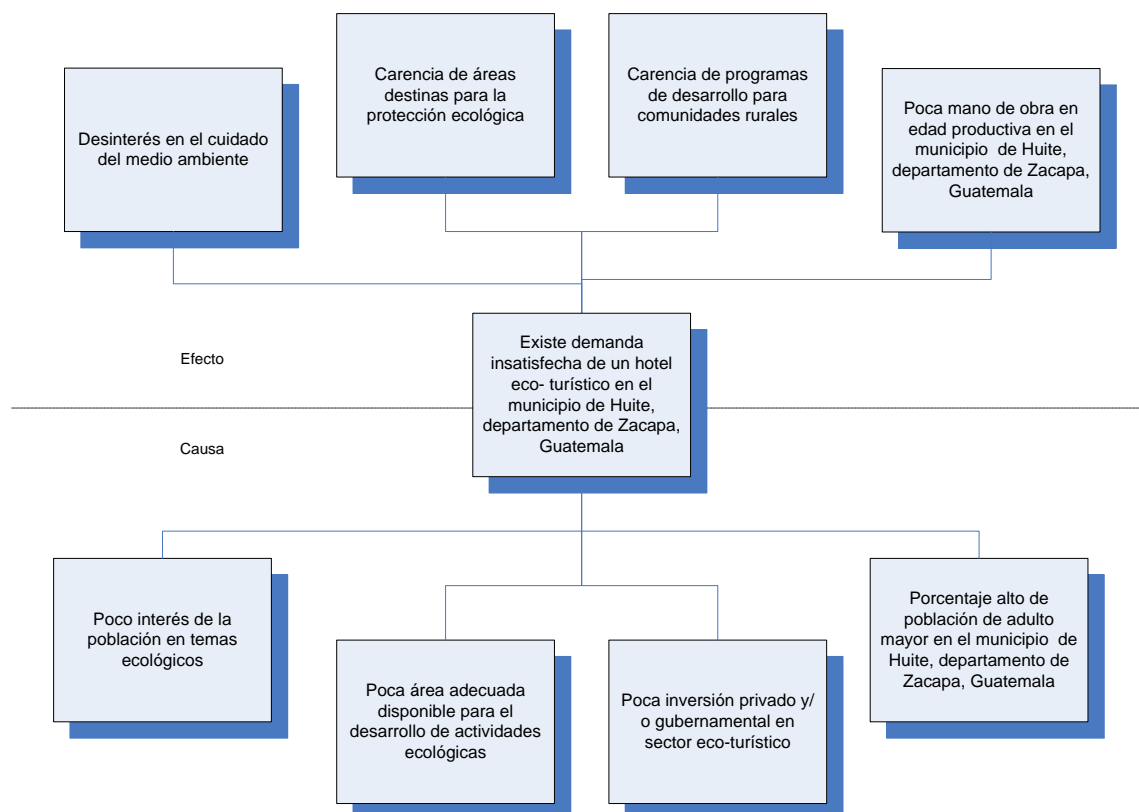 Desinterés en el cuidado
del medio ambiente
Carencia de áreas
destinas para la
protección ecológica
Carencia de programas
de desarrollo para
comunidades rurales
Poca mano de obra en
edad productiva en el
municipio de Huite,
departamento de Zacapa,
Guatemala
Existe demanda
insatisfecha de un hotel
eco- turístico en el
municipio de Huite,
departamento de Zacapa,
Guatemala
Efecto
Causa
Poco interés de la
población en temas
ecológicos
Poca área adecuada
disponible para el
desarrollo de actividades
ecológicas
Poca inversión privado y/
o gubernamental en
sector eco-turístico
Porcentaje alto de
población de adulto
mayor en el municipio de
Huite, departamento de
Zacapa, Guatemala